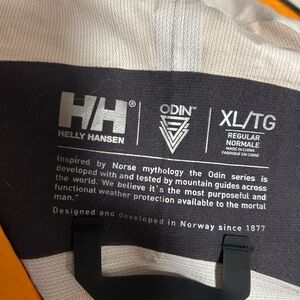 HH®
HELLY HANSEN
ODIN™
XL/TG
REGULAR
NORMALE
MADE IN CHINA
FABRIQUE EN CHINE
Inspired by Norse mythology the Odin series is
developed with and tested by mountain guides across
the world. We believe it's the most purposeful and
functional weather protection available to the mortal
man."
Designed and developed in Norway since 1877